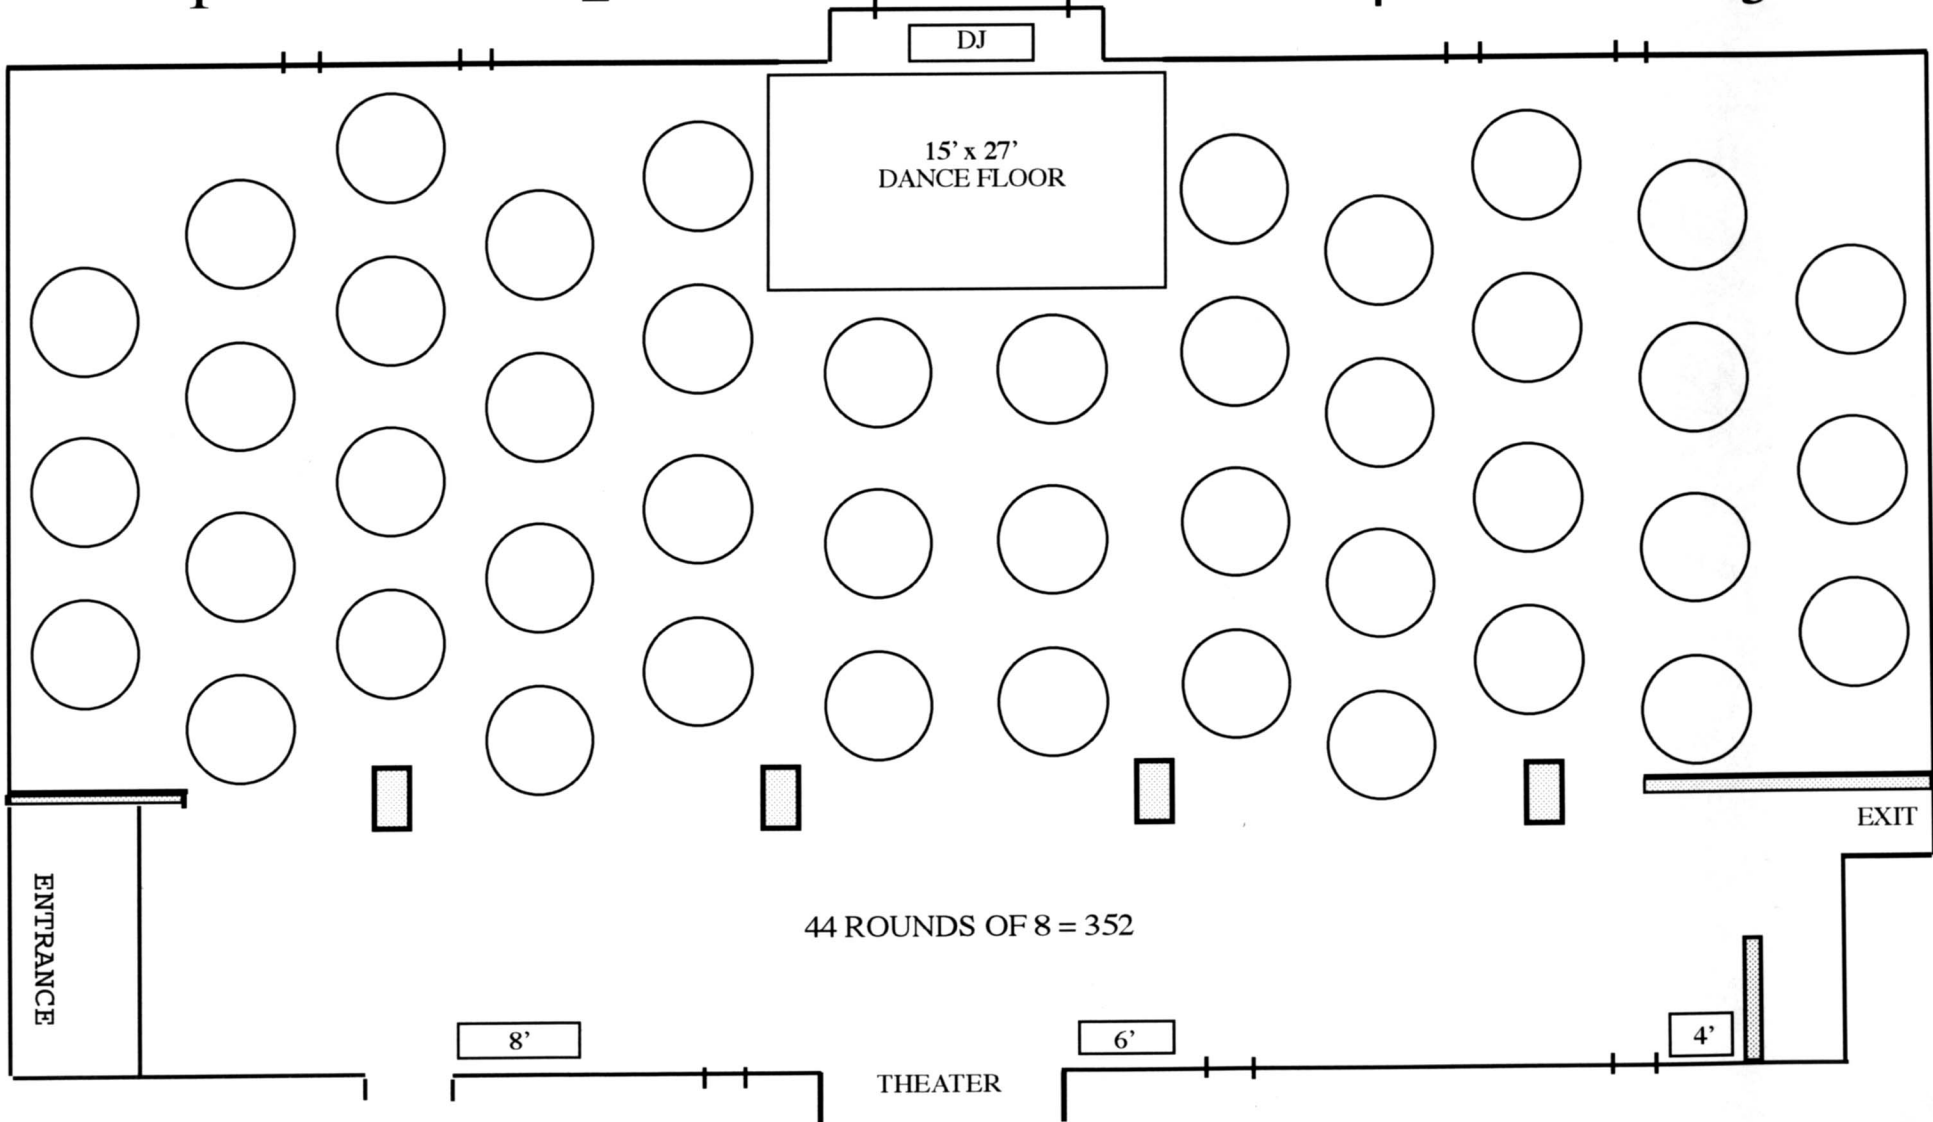 DJ
15’ x 27’
DANCE FLOOR
EXIT
ENTRANCE
44 ROUNDS OF 8 = 352
8’
6’
4’
THEATER